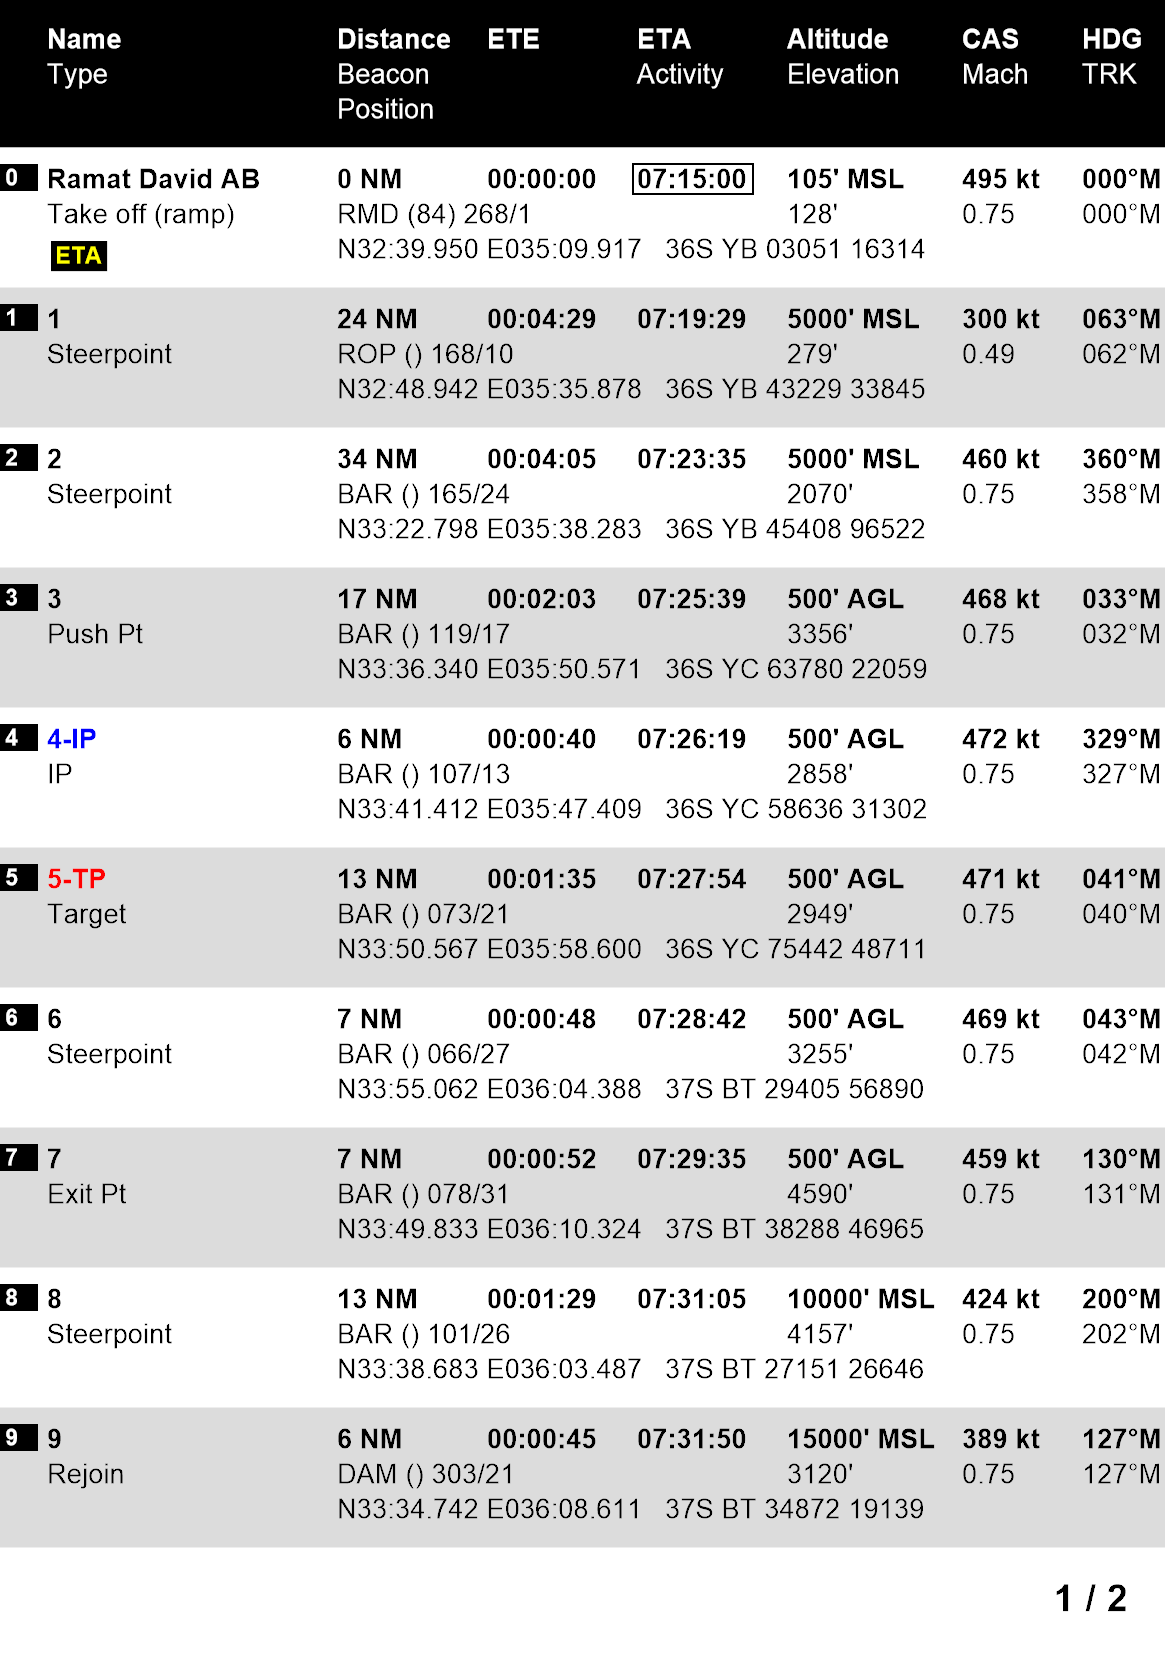 Name Distance ETE ETA Altitude CAS HDG
Type Beacon Activity Elevation Mach TRK
Position
0 Ramat David AB 0 NM 00:00:00 07:15:00 105' MSL 495 kt 000°M
Take off (ramp) RMD (84) 268/1 128' 0.75 000°M
ETA N32:39.950 E035:09.917 36S YB 03051 16314
1 1 24 NM 00:04:29 07:19:29 5000' MSL 300 kt 063°M
Steerpoint ROP () 168/10 279' 0.49 062°M
N32:48.942 E035:35.878 36S YB 43229 33845
2 2 34 NM 00:04:05 07:23:35 5000' MSL 460 kt 360°M
Steerpoint BAR () 165/24 2070' 0.75 358°M
N33:22.798 E035:38.283 36S YB 45408 96522
3 3 17 NM 00:02:03 07:25:39 500' AGL 468 kt 033°M
Push Pt BAR () 119/17 3356' 0.75 032°M
N33:36.340 E035:50.571 36S YC 63780 22059
4 4-IP 6 NM 00:00:40 07:26:19 500' AGL 472 kt 329°M
IP BAR () 107/13 2858' 0.75 327°M
N33:41.412 E035:47.409 36S YC 58636 31302
5 5-TP 13 NM 00:01:35 07:27:54 500' AGL 471 kt 041°M
Target BAR () 073/21 2949' 0.75 040°M
N33:50.567 E035:58.600 36S YC 75442 48711
6 6 7 NM 00:00:48 07:28:42 500' AGL 469 kt 043°M
Steerpoint BAR () 066/27 3255' 0.75 042°M
N33:55.062 E036:04.388 37S BT 29405 56890
7 7 7 NM 00:00:52 07:29:35 500' AGL 459 kt 130°M
Exit Pt BAR () 078/31 4590' 0.75 131°M
N33:49.833 E036:10.324 37S BT 38288 46965
8 8 13 NM 00:01:29 07:31:05 10000' MSL 424 kt 200°M
Steerpoint BAR () 101/26 4157' 0.75 202°M
N33:38.683 E036:03.487 37S BT 27151 26646
9 9 6 NM 00:00:45 07:31:50 15000' MSL 389 kt 127°M
Rejoin DAM () 303/21 3120' 0.75 127°M
N33:34.742 E036:08.611 37S BT 34872 19139
1 / 2